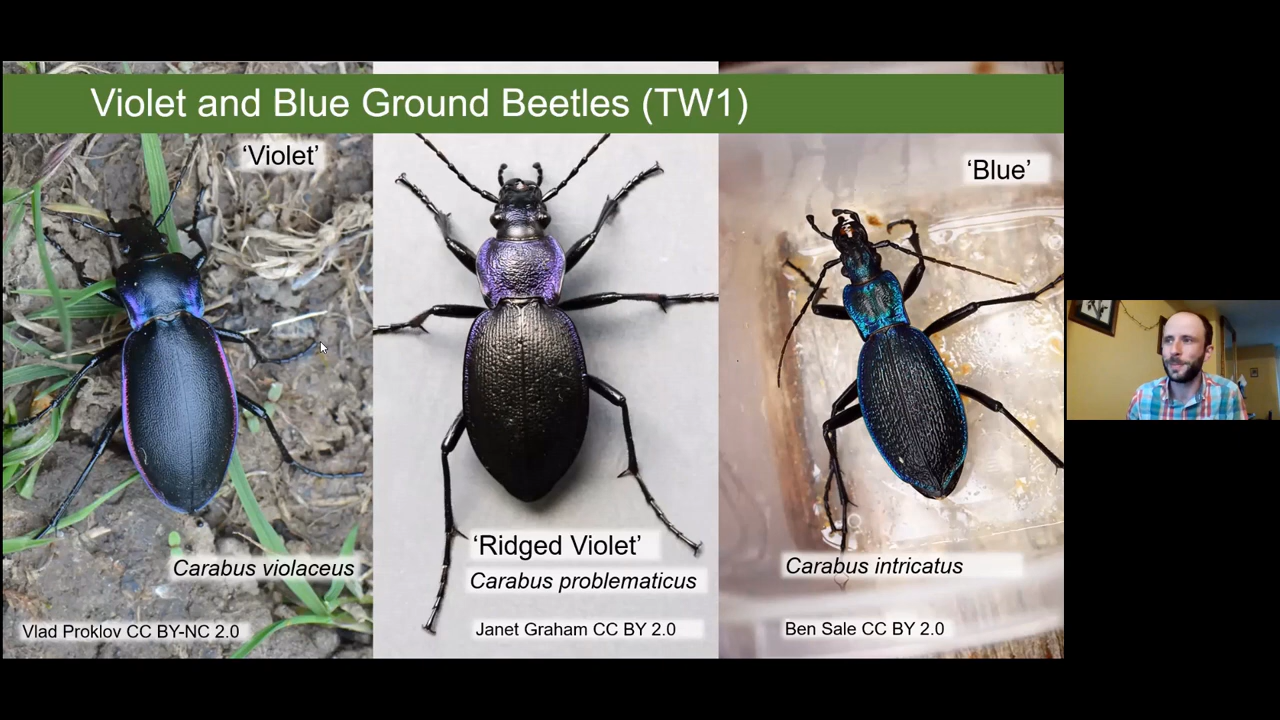 Violet and Blue Ground Beetles (TW1)
‘Violet’
‘Blue’
‘Ridged Violet’
Carabus violaceus
Carabus problematicus
Carabus intricatus
Vlad Proklov CC BY-NC 2.0
Janet Graham CC BY 2.0
Ben Sale CC BY 2.0